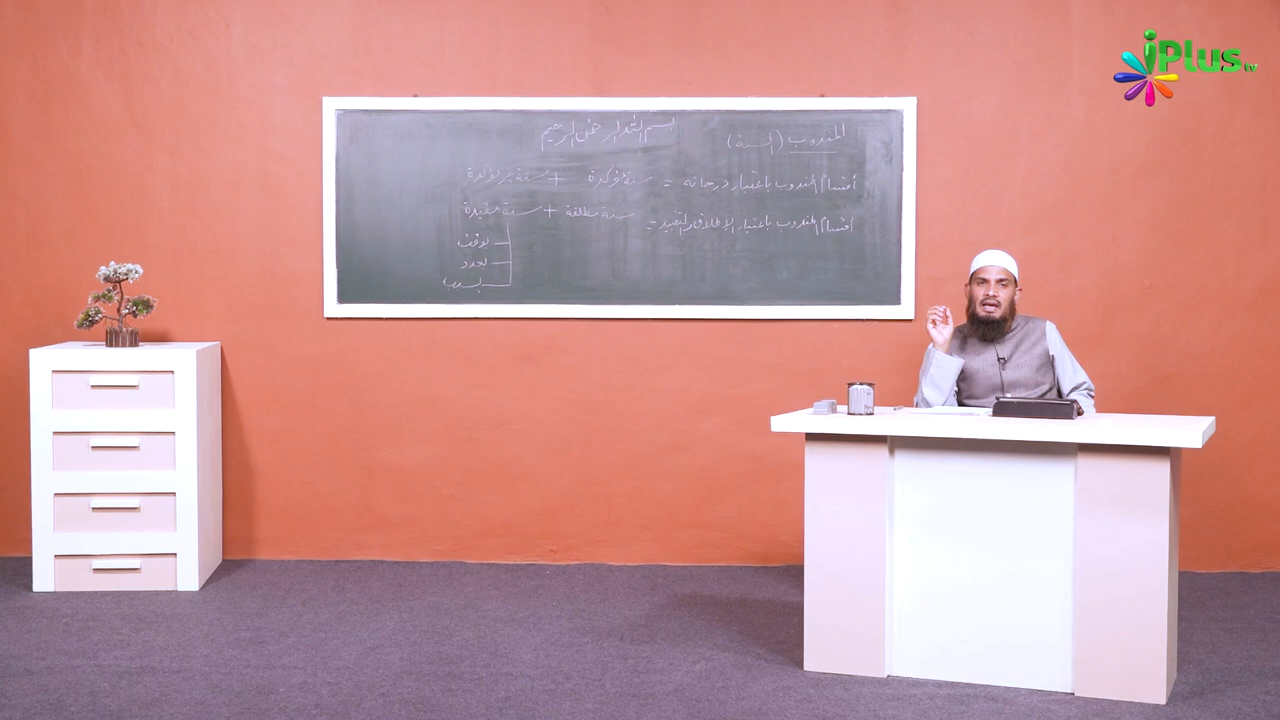 iPlus tv
بسم الله الرحمن الرحيم
المندوب (السنة)
أقسام المندوب باعتبار درجاته = سنة مؤكدة + سنة غير مؤكدة
أقسام المندوب باعتبار الإطلاق والتقييد = سنة مطلقة + سنة مقيدة
بوقت
بعدد
بسبب